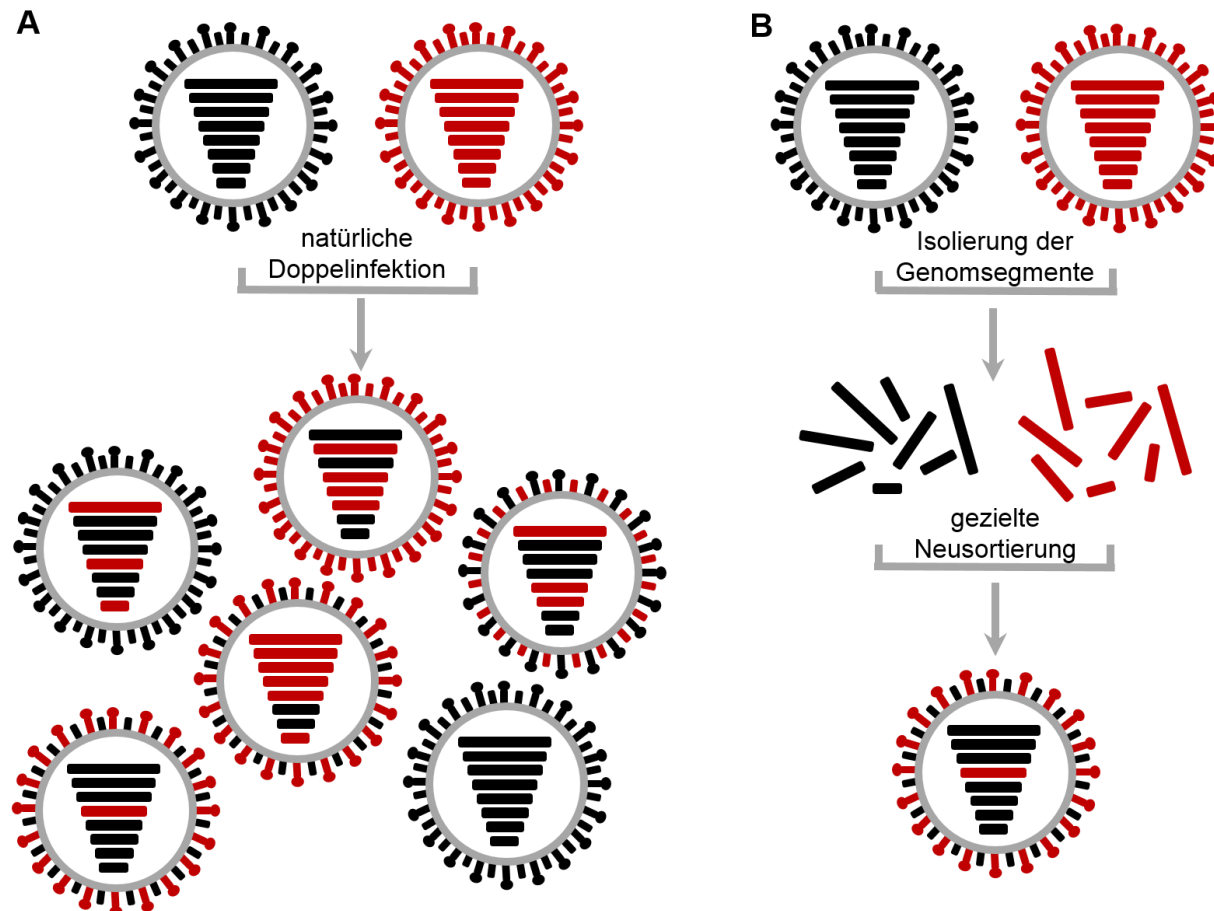 A
natürliche
Doppelinfektion
B
Isolierung der
Genomsegmente
gezielte
Neusortierung